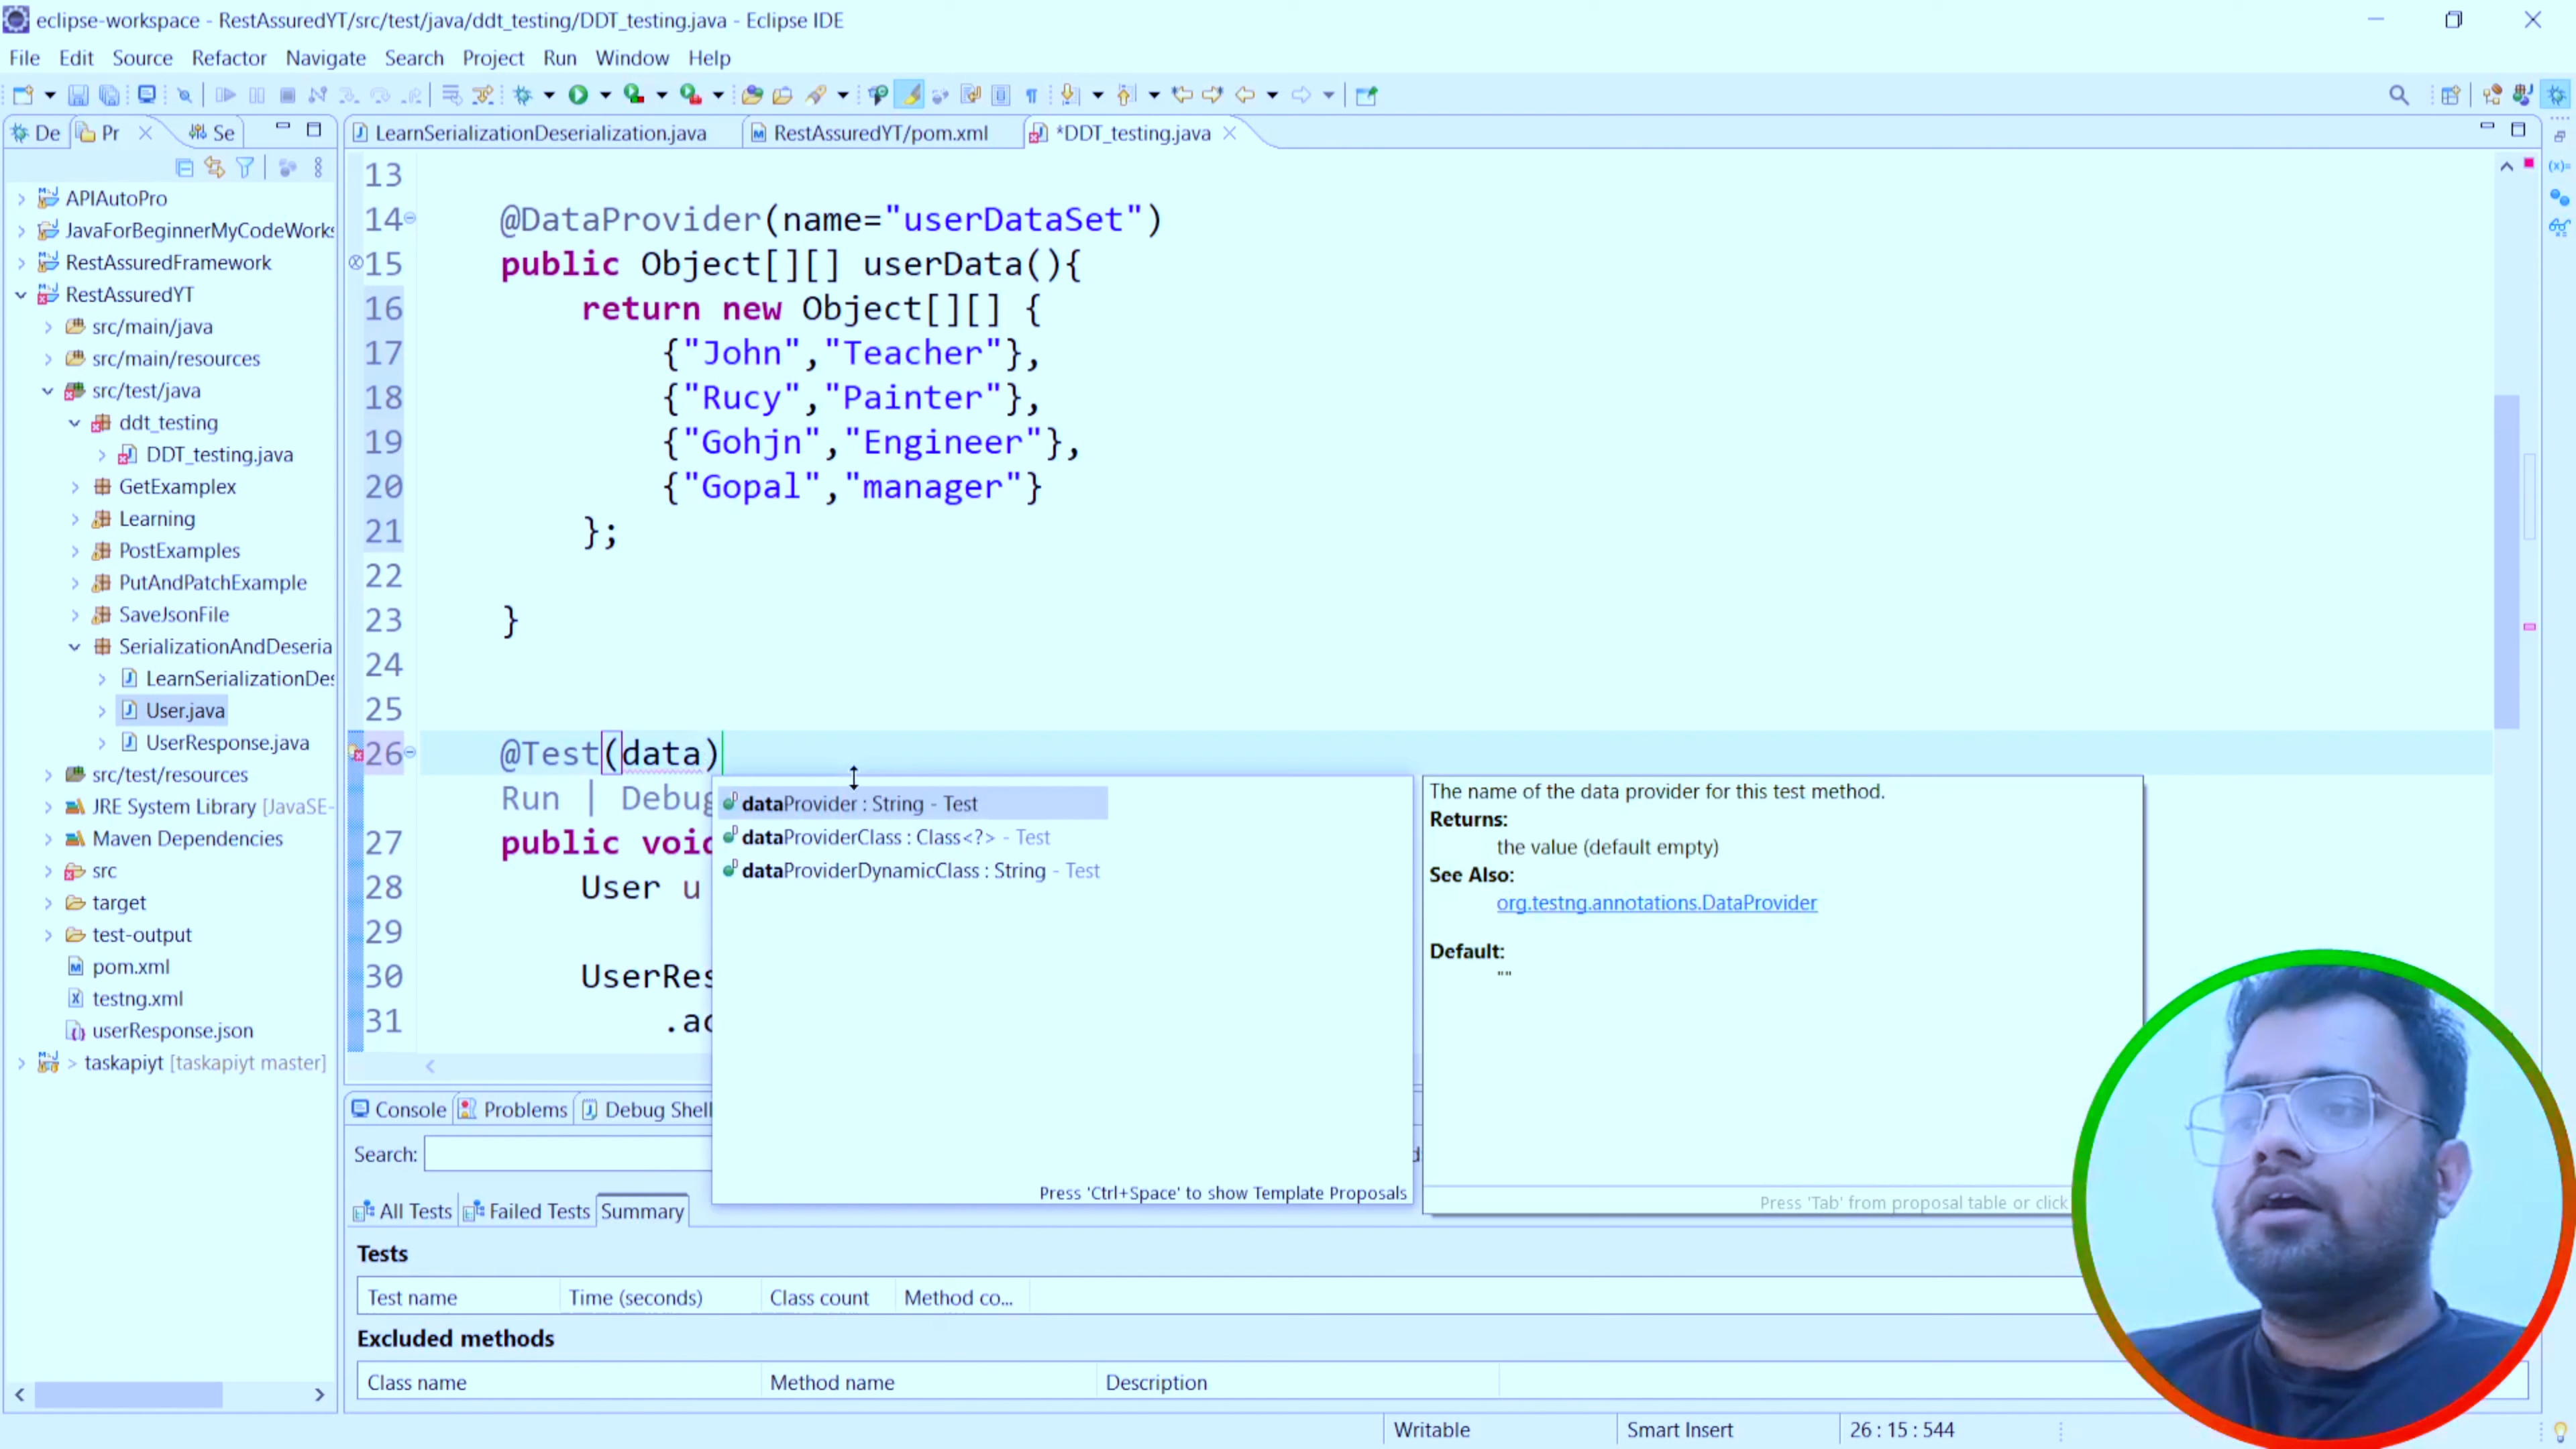 eclipse-workspace - RestAssuredYT/src/test/java/ddt_testing/DDT_testing.java - Eclipse IDE
File Edit Source Refactor Navigate Search Project Run Window Help
De Pr Se
LearnSerializationDeserialization.java RestAssuredYT/pom.xml *DDT_testing.java
APIAutoPro
JavaForBeginnerMyCodeWorks
RestAssuredFramework
RestAssuredYT
src/main/java
src/main/resources
src/test/java
ddt_testing
DDT_testing.java
GetExamplex
Learning
PostExamples
PutAndPatchExample
SaveJsonFile
SerializationAndDeseria
LearnSerializationDes
User.java
UserResponse.java
src/test/resources
JRE System Library [JavaSE-
Maven Dependencies
src
target
test-output
pom.xml
testng.xml
userResponse.json
> taskapiyt [taskapiyt master]
13
14 @DataProvider(name="userDataSet")
15 public Object[][] userData(){
16 return new Object[][] {
17 {"John","Teacher"},
18 {"Rucy","Painter"},
19 {"Gohjn","Engineer"},
20 {"Gopal","manager"}
21 };
22
23 }
24
25
26 @Test(data)
Run | Debug
27 public void
28 User u
29
30 UserRes
31 .ac
dataProvider : String - Test
dataProviderClass : Class<?> - Test
dataProviderDynamicClass : String - Test
Press 'Ctrl+Space' to show Template Proposals
The name of the data provider for this test method.
Returns:
the value (default empty)
See Also:
org.testng.annotations.DataProvider
Default:
""
Press 'Tab' from proposal table or click
Console Problems Debug Shell
Search:
All Tests Failed Tests Summary
Tests
Test name Time (seconds) Class count Method co...
Excluded methods
Class name Method name Description
Writable Smart Insert 26 : 15 : 544